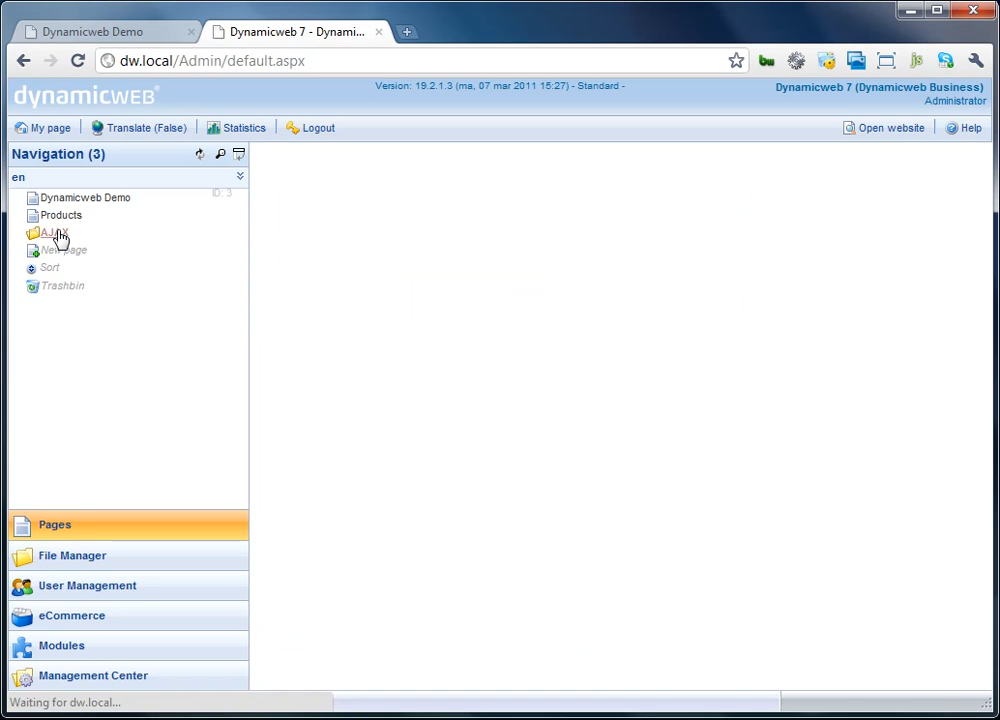 Dynamicweb Demo
Dynamicweb 7 - Dynami...
dw.local/Admin/default.aspx
dynamicWEB
Version: 19.2.1.3 (ma, 07 mar 2011 15:27) - Standard -
Dynamicweb 7 (Dynamicweb Business)
Administrator
My page
Translate (False)
Statistics
Logout
Open website
Help
Navigation (3)
en
ID: 3
Dynamicweb Demo
Products
AJAX
New page
Sort
Trashbin
Pages
File Manager
User Management
eCommerce
Modules
Management Center
Waiting for dw.local...